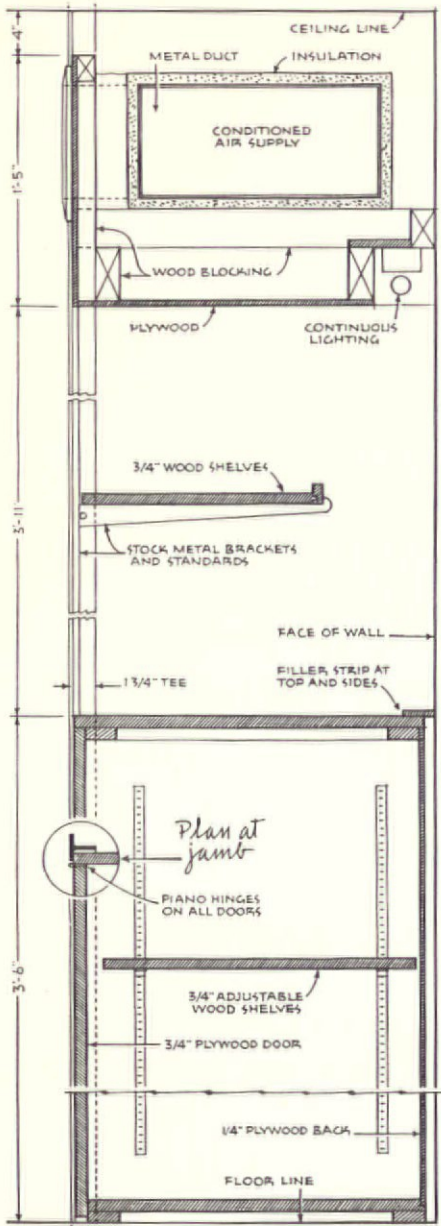 CEILING LINE
4"
METAL DUCT
INSULATION
CONDITIONED
AIR SUPPLY
1'-5"
WOOD BLOCKING
PLYWOOD
CONTINUOUS
LIGHTING
3/4" WOOD SHELVES
3'-11"
STOCK METAL BRACKETS
AND STANDARDS
FACE OF WALL
1 3/4" TEE
FILLER STRIP AT
TOP AND SIDES
Plan at
jamb
PIANO HINGES
ON ALL DOORS
3'-6"
3/4" ADJUSTABLE
WOOD SHELVES
3/4" PLYWOOD DOOR
1/4" PLYWOOD BACK
FLOOR LINE